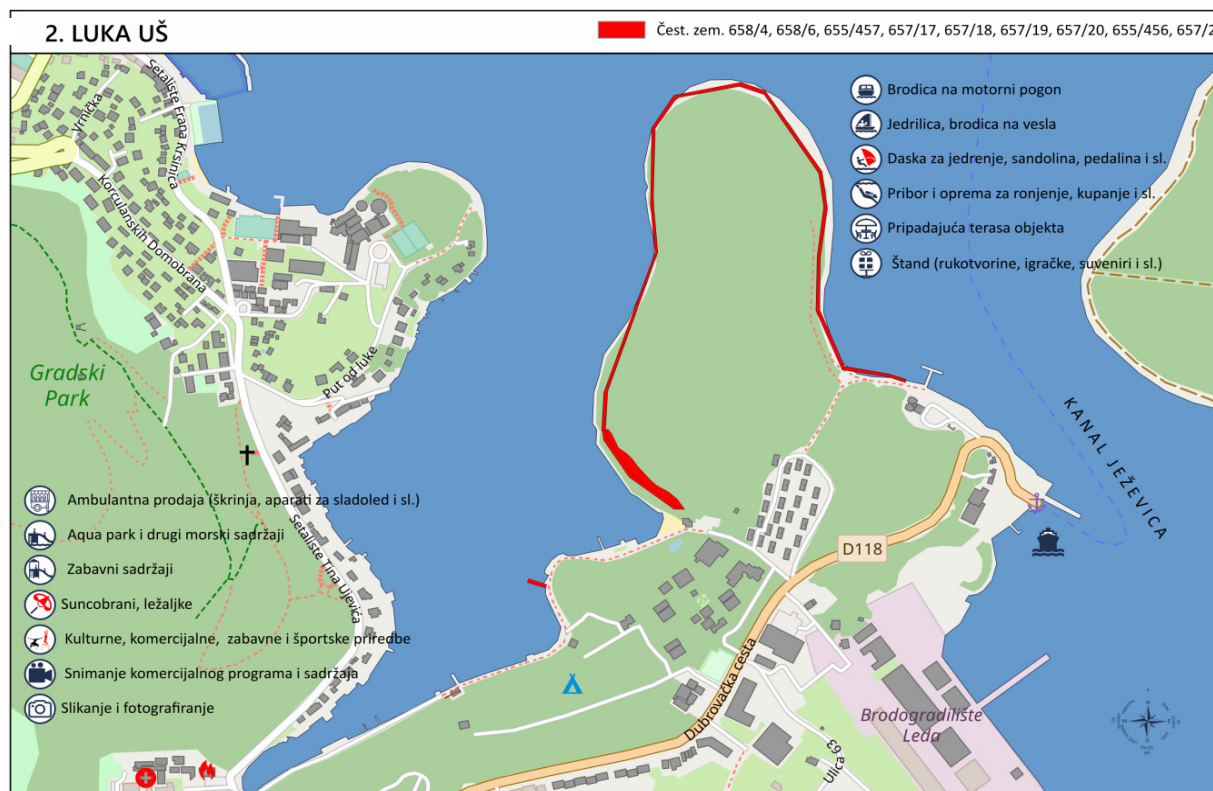 2. LUKA UŠ
Čest. zem. 658/4, 658/6, 655/457, 657/17, 657/18, 657/19, 657/20, 655/456, 657/2
Brodica na motorni pogon
Jedrilica, brodica na vesla
Daska za jedrenje, sandolina, pedalina i sl.
Pribor i oprema za ronjenje, kupanje i sl.
Pripadajuća terasa objekta
Štand (rukotvorine, igračke, suveniri i sl.)
Vrnička
Šetalište Frana Kršinića
Korčulanskih Domobrana
Gradski
Park
Put od luke
KANAL JEŽEVICA
Ambulantna prodaja (škrinja, aparati za sladoled i sl.)
Aqua park i drugi morski sadržaji
Zabavni sadržaji
Suncobrani, ležaljke
Kulturne, komercijalne, zabavne i športske priredbe
Snimanje komercijalnog programa i sadržaja
Slikanje i fotografiranje
Šetalište Tina Ujevića
D118
Dubrovačka cesta
Brodogradilište
Leda
Ulica 63